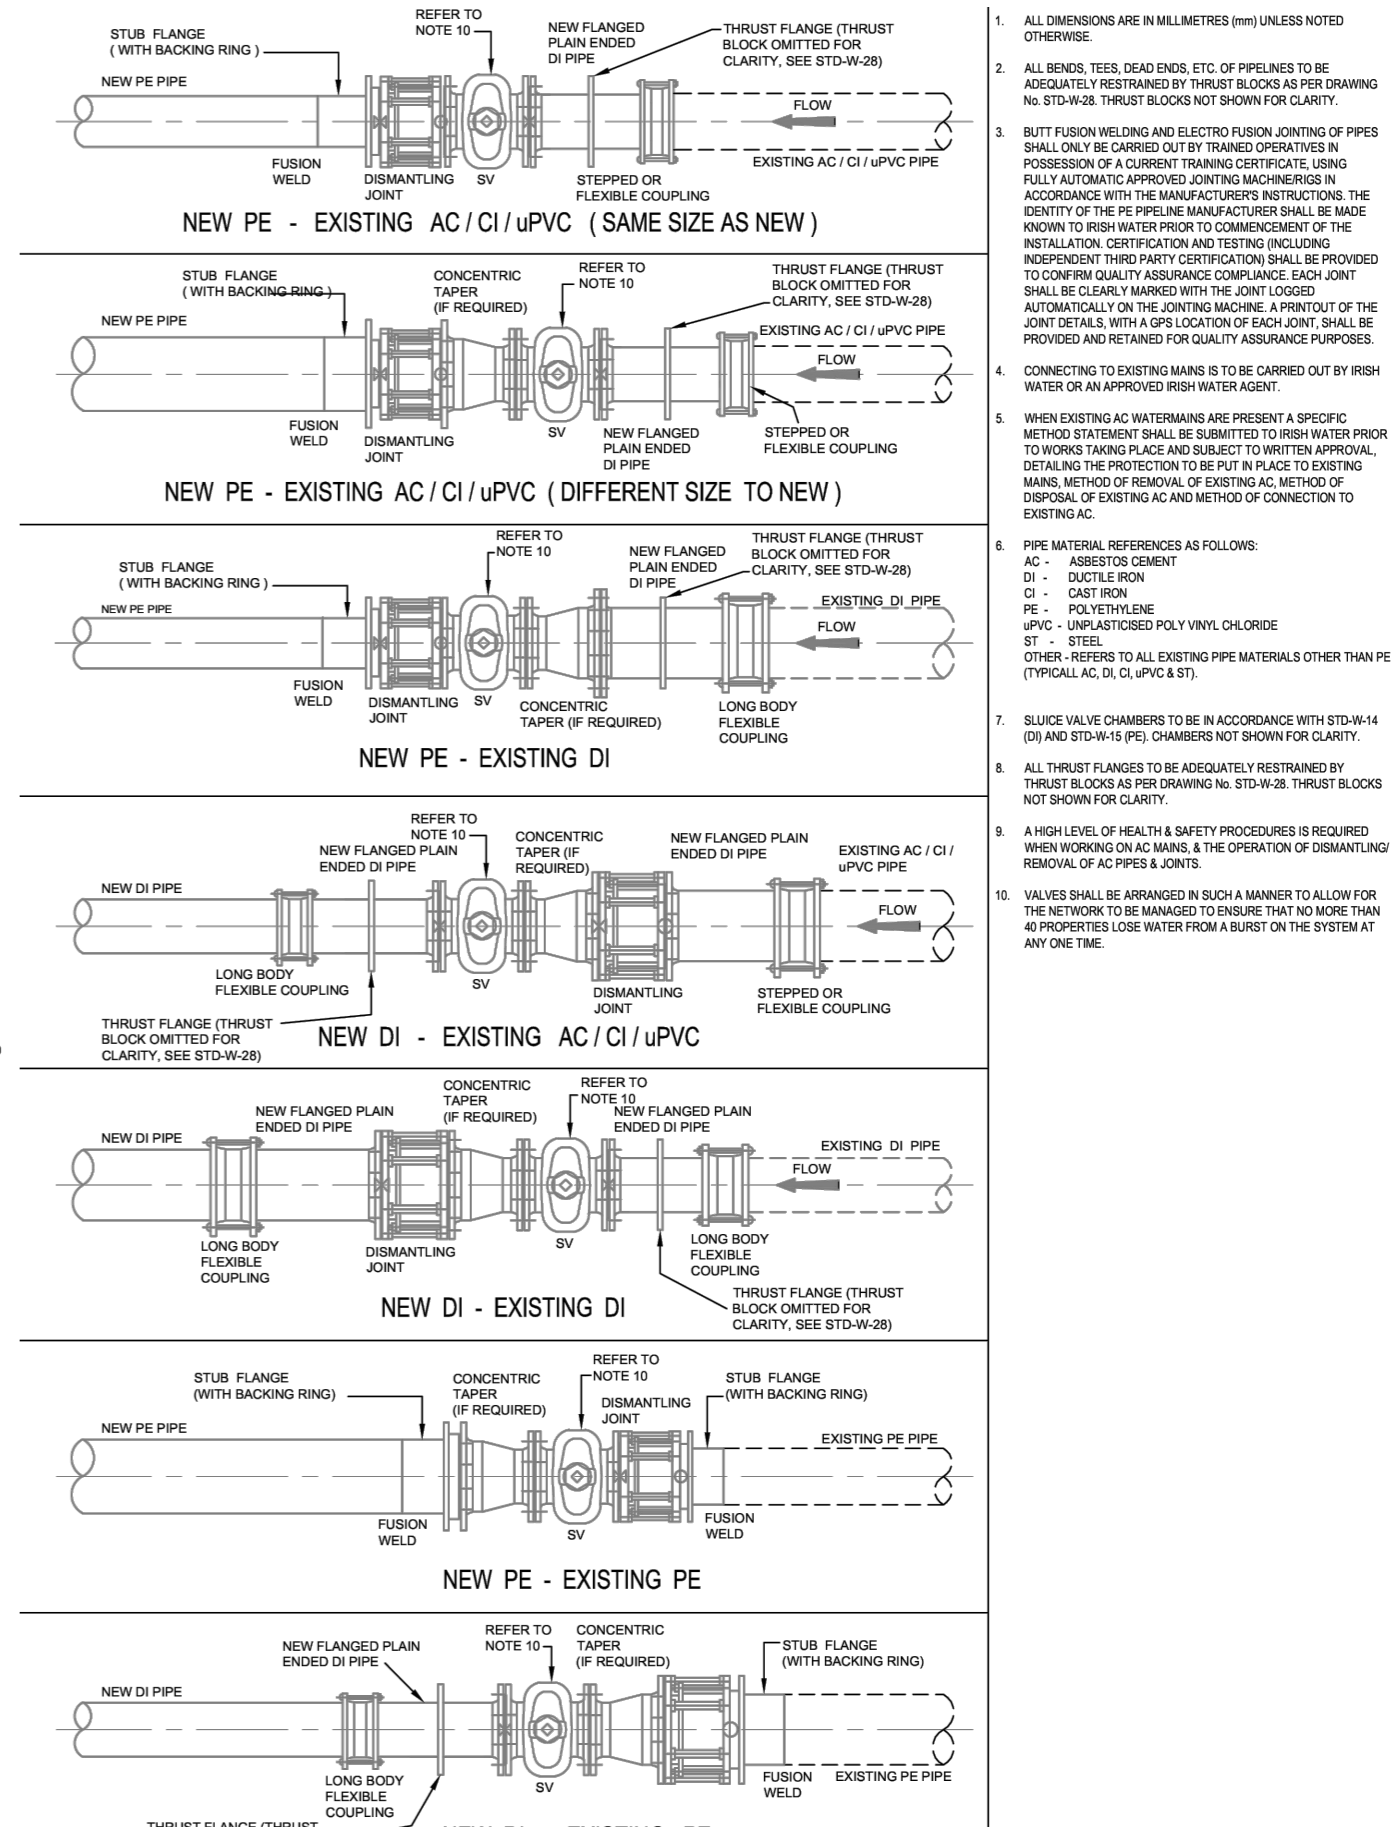 STUB FLANGE
( WITH BACKING RING )
REFER TO
NOTE 10
NEW FLANGED
PLAIN ENDED
DI PIPE
THRUST FLANGE (THRUST
BLOCK OMITTED FOR
CLARITY, SEE STD-W-28)
NEW PE PIPE
FLOW
EXISTING AC / CI / uPVC PIPE
FUSION
WELD
DISMANTLING
JOINT
SV
STEPPED OR
FLEXIBLE COUPLING
NEW PE - EXISTING AC / CI / uPVC ( SAME SIZE AS NEW )
STUB FLANGE
( WITH BACKING RING )
CONCENTRIC
TAPER
(IF REQUIRED)
REFER TO
NOTE 10
THRUST FLANGE (THRUST
BLOCK OMITTED FOR
CLARITY, SEE STD-W-28)
NEW PE PIPE
EXISTING AC / CI / uPVC PIPE
FLOW
FUSION
WELD
DISMANTLING
JOINT
SV
NEW FLANGED
PLAIN ENDED
DI PIPE
STEPPED OR
FLEXIBLE COUPLING
NEW PE - EXISTING AC / CI / uPVC ( DIFFERENT SIZE TO NEW )
STUB FLANGE
( WITH BACKING RING )
REFER TO
NOTE 10
NEW FLANGED
PLAIN ENDED
DI PIPE
THRUST FLANGE (THRUST
BLOCK OMITTED FOR
CLARITY, SEE STD-W-28)
NEW PE PIPE
EXISTING DI PIPE
FLOW
FUSION
WELD
DISMANTLING
JOINT
SV
CONCENTRIC
TAPER (IF REQUIRED)
LONG BODY
FLEXIBLE
COUPLING
NEW PE - EXISTING DI
REFER TO
NOTE 10
NEW FLANGED PLAIN
ENDED DI PIPE
CONCENTRIC
TAPER (IF
REQUIRED)
NEW FLANGED PLAIN
ENDED DI PIPE
EXISTING AC / CI /
uPVC PIPE
NEW DI PIPE
FLOW
LONG BODY
FLEXIBLE COUPLING
SV
DISMANTLING
JOINT
STEPPED OR
FLEXIBLE COUPLING
THRUST FLANGE (THRUST
BLOCK OMITTED FOR
CLARITY, SEE STD-W-28)
NEW DI - EXISTING AC / CI / uPVC
NEW FLANGED PLAIN
ENDED DI PIPE
CONCENTRIC
TAPER
(IF REQUIRED)
REFER TO
NOTE 10
NEW FLANGED PLAIN
ENDED DI PIPE
NEW DI PIPE
EXISTING DI PIPE
FLOW
LONG BODY
FLEXIBLE
COUPLING
DISMANTLING
JOINT
SV
LONG BODY
FLEXIBLE
COUPLING
THRUST FLANGE (THRUST
BLOCK OMITTED FOR
CLARITY, SEE STD-W-28)
NEW DI - EXISTING DI
STUB FLANGE
(WITH BACKING RING)
CONCENTRIC
TAPER
(IF REQUIRED)
REFER TO
NOTE 10
DISMANTLING
JOINT
STUB FLANGE
(WITH BACKING RING)
NEW PE PIPE
EXISTING PE PIPE
FUSION
WELD
SV
FUSION
WELD
NEW PE - EXISTING PE
NEW FLANGED PLAIN
ENDED DI PIPE
REFER TO
NOTE 10
CONCENTRIC
TAPER
(IF REQUIRED)
STUB FLANGE
(WITH BACKING RING)
NEW DI PIPE
LONG BODY
FLEXIBLE
COUPLING
SV
FUSION
WELD
EXISTING PE PIPE
THRUST FLANGE (THRUST
1. ALL DIMENSIONS ARE IN MILLIMETRES (mm) UNLESS NOTED
OTHERWISE.
2. ALL BENDS, TEES, DEAD ENDS, ETC. OF PIPELINES TO BE
ADEQUATELY RESTRAINED BY THRUST BLOCKS AS PER DRAWING
No. STD-W-28. THRUST BLOCKS NOT SHOWN FOR CLARITY.
3. BUTT FUSION WELDING AND ELECTRO FUSION JOINTING OF PIPES
SHALL ONLY BE CARRIED OUT BY TRAINED OPERATIVES IN
POSSESSION OF A CURRENT TRAINING CERTIFICATE, USING
FULLY AUTOMATIC APPROVED JOINTING MACHINE/RIGS IN
ACCORDANCE WITH THE MANUFACTURER'S INSTRUCTIONS. THE
IDENTITY OF THE PE PIPELINE MANUFACTURER SHALL BE MADE
KNOWN TO IRISH WATER PRIOR TO COMMENCEMENT OF THE
INSTALLATION. CERTIFICATION AND TESTING (INCLUDING
INDEPENDENT THIRD PARTY CERTIFICATION) SHALL BE PROVIDED
TO CONFIRM QUALITY ASSURANCE COMPLIANCE. EACH JOINT
SHALL BE CLEARLY MARKED WITH THE JOINT LOGGED
AUTOMATICALLY ON THE JOINTING MACHINE. A PRINTOUT OF THE
JOINT DETAILS, WITH A GPS LOCATION OF EACH JOINT, SHALL BE
PROVIDED AND RETAINED FOR QUALITY ASSURANCE PURPOSES.
4. CONNECTING TO EXISTING MAINS IS TO BE CARRIED OUT BY IRISH
WATER OR AN APPROVED IRISH WATER AGENT.
5. WHEN EXISTING AC WATERMAINS ARE PRESENT A SPECIFIC
METHOD STATEMENT SHALL BE SUBMITTED TO IRISH WATER PRIOR
TO WORKS TAKING PLACE AND SUBJECT TO WRITTEN APPROVAL,
DETAILING THE PROTECTION TO BE PUT IN PLACE TO EXISTING
MAINS, METHOD OF REMOVAL OF EXISTING AC, METHOD OF
DISPOSAL OF EXISTING AC AND METHOD OF CONNECTION TO
EXISTING AC.
6. PIPE MATERIAL REFERENCES AS FOLLOWS:
AC - ASBESTOS CEMENT
DI - DUCTILE IRON
CI - CAST IRON
PE - POLYETHYLENE
uPVC - UNPLASTICISED POLY VINYL CHLORIDE
ST - STEEL
OTHER - REFERS TO ALL EXISTING PIPE MATERIALS OTHER THAN PE
(TYPICALL AC, DI, CI, uPVC & ST).
7. SLUICE VALVE CHAMBERS TO BE IN ACCORDANCE WITH STD-W-14
(DI) AND STD-W-15 (PE). CHAMBERS NOT SHOWN FOR CLARITY.
8. ALL THRUST FLANGES TO BE ADEQUATELY RESTRAINED BY
THRUST BLOCKS AS PER DRAWING No. STD-W-28. THRUST BLOCKS
NOT SHOWN FOR CLARITY.
9. A HIGH LEVEL OF HEALTH & SAFETY PROCEDURES IS REQUIRED
WHEN WORKING ON AC MAINS, & THE OPERATION OF DISMANTLING/
REMOVAL OF AC PIPES & JOINTS.
10. VALVES SHALL BE ARRANGED IN SUCH A MANNER TO ALLOW FOR
THE NETWORK TO BE MANAGED TO ENSURE THAT NO MORE THAN
40 PROPERTIES LOSE WATER FROM A BURST ON THE SYSTEM AT
ANY ONE TIME.